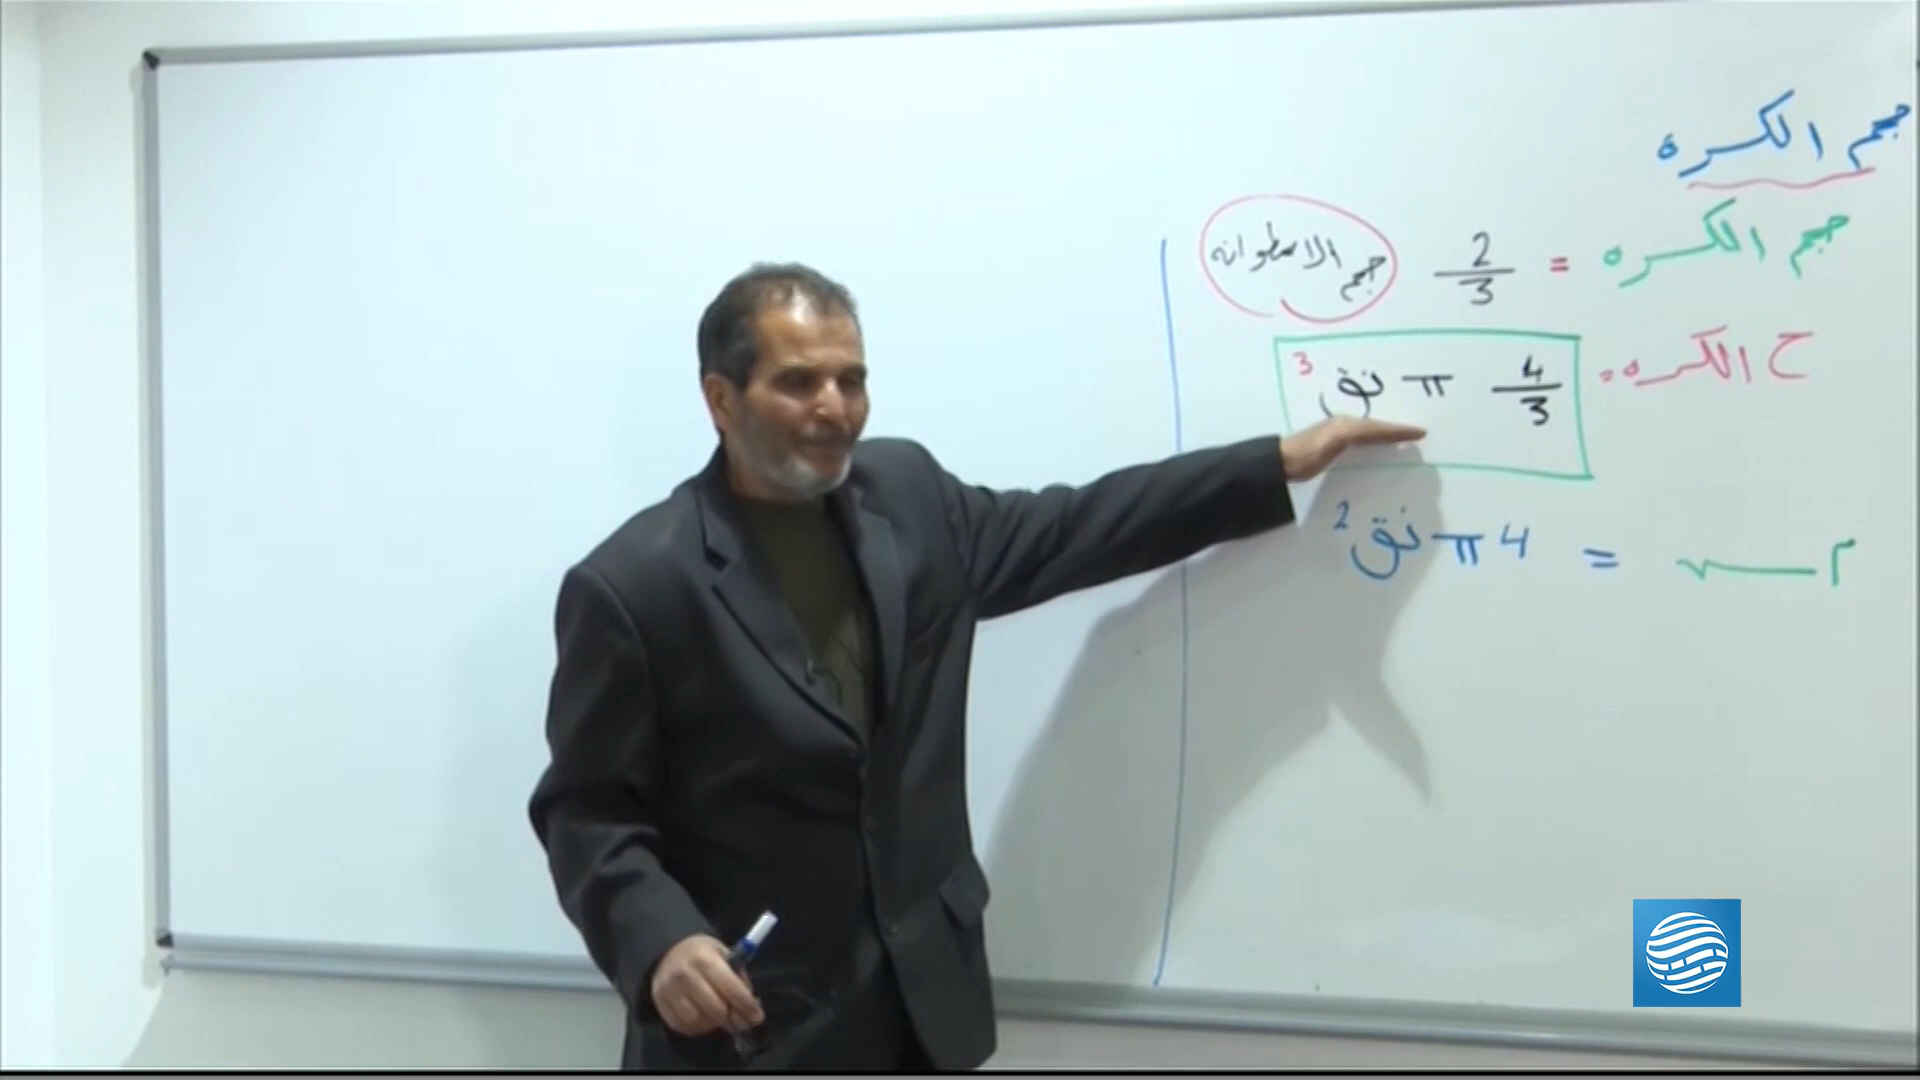 حجم الكره
حجم الكره = 2/3 حجم الاسطوانه
ح الكره = 4/3 π نق3
م س = 4 π نق2